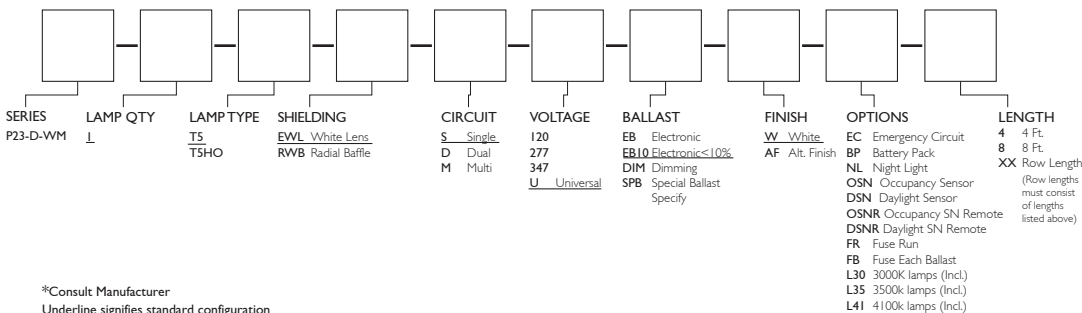 SERIES
P23-D-WM
LAMP QTY
1
LAMP TYPE
T5
T5HO
SHIELDING
EWL White Lens
RWB Radial Baffle
CIRCUIT
S Single
D Dual
M Multi
VOLTAGE
120
277
347
U Universal
BALLAST
EB Electronic
EB10 Electronic<10%
DIM Dimming
SPB Special Ballast
Specify
FINISH
W White
AF Alt. Finish
OPTIONS
EC Emergency Circuit
BP Battery Pack
NL Night Light
OSN Occupancy Sensor
DSN Daylight Sensor
OSNR Occupancy SN Remote
DSNR Daylight SN Remote
FR Fuse Run
FB Fuse Each Ballast
L30 3000K lamps (Incl.)
L35 3500k lamps (Incl.)
L41 4100k lamps (Incl.)
LENGTH
4 4 Ft.
8 8 Ft.
XX Row Length
(Row lengths
must consist
of lengths
listed above)
*Consult Manufacturer
Underline signifies standard configuration